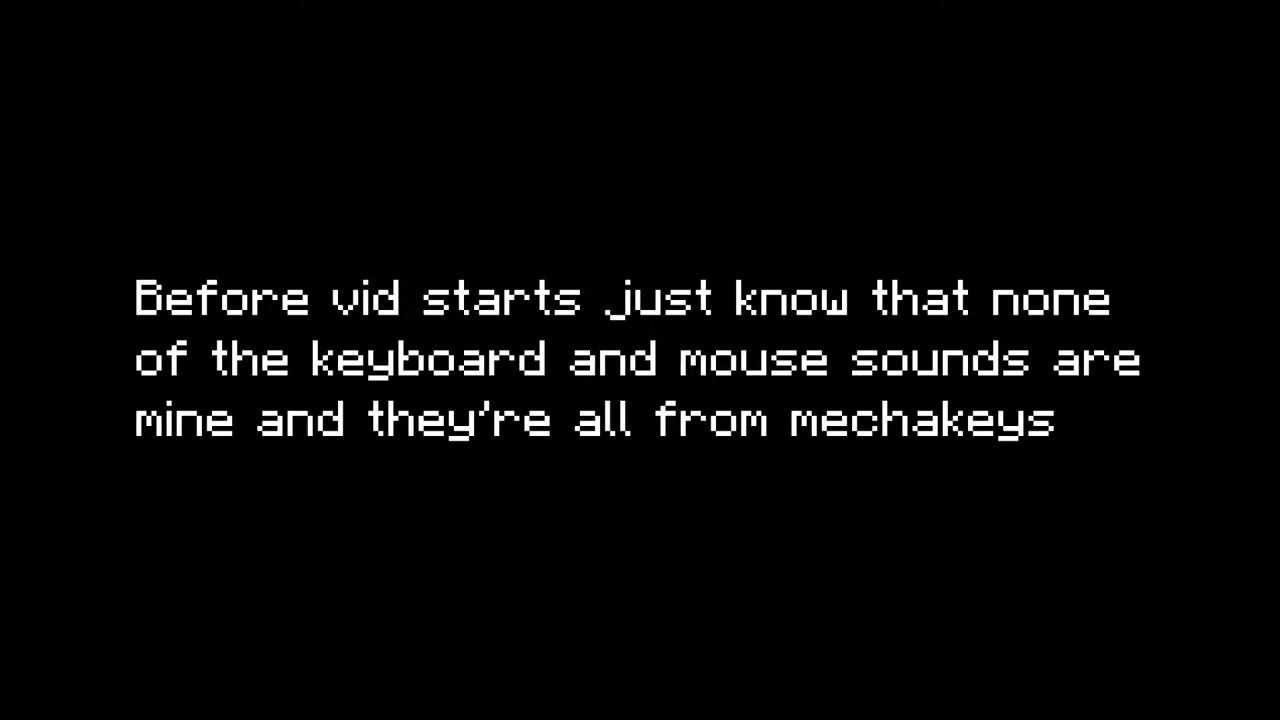 Before vid starts just know that none
of the keyboard and mouse sounds are
mine and they're all from mechakeys